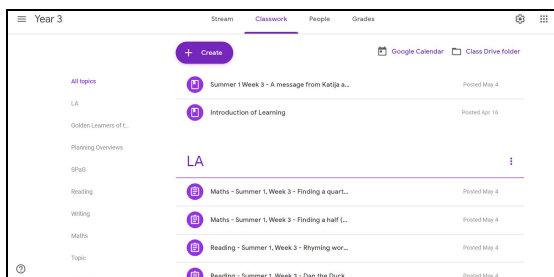 Year 3
Stream Classwork People Grades
+ Create
Google Calendar Class Drive folder
All topics
LA
Golden Learners of t...
Planning Overviews
SPaG
Reading
Writing
Maths
Topic
Summer 1 Week 3 - A message from Katija a... Posted May 4
Introduction of Learning Posted Apr 16
LA
Maths - Summer 1, Week 3 - Finding a quart... Posted May 4
Maths - Summer 1, Week 3 - Finding a half (... Posted May 4
Reading - Summer 1, Week 3 - Rhyming wor... Posted May 4
Reading - Summer 1, Week 3 - Dan the Duck Posted May 4